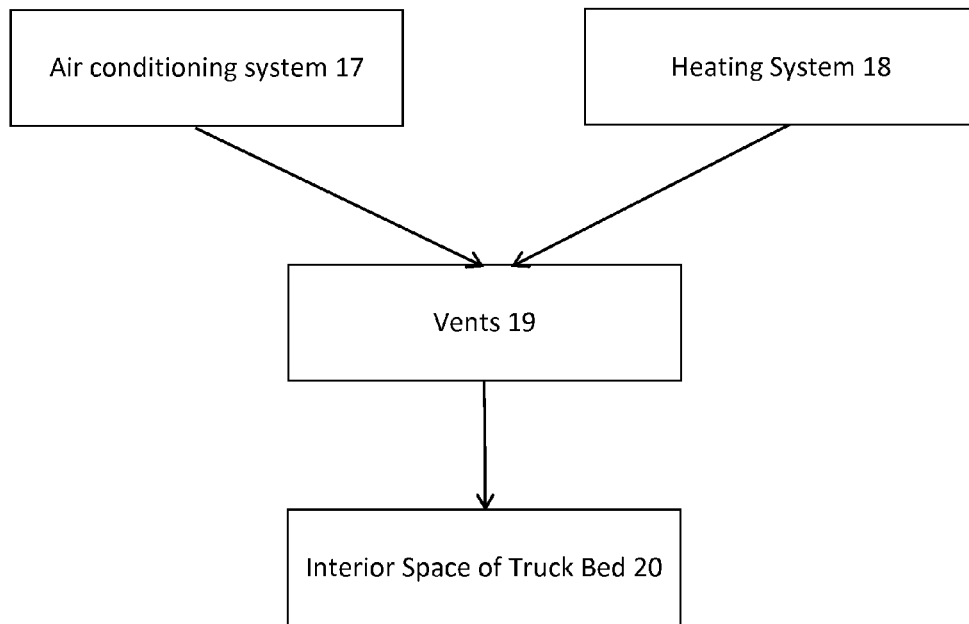 Air conditioning system 17
Heating System 18
Vents 19
Interior Space of Truck Bed 20